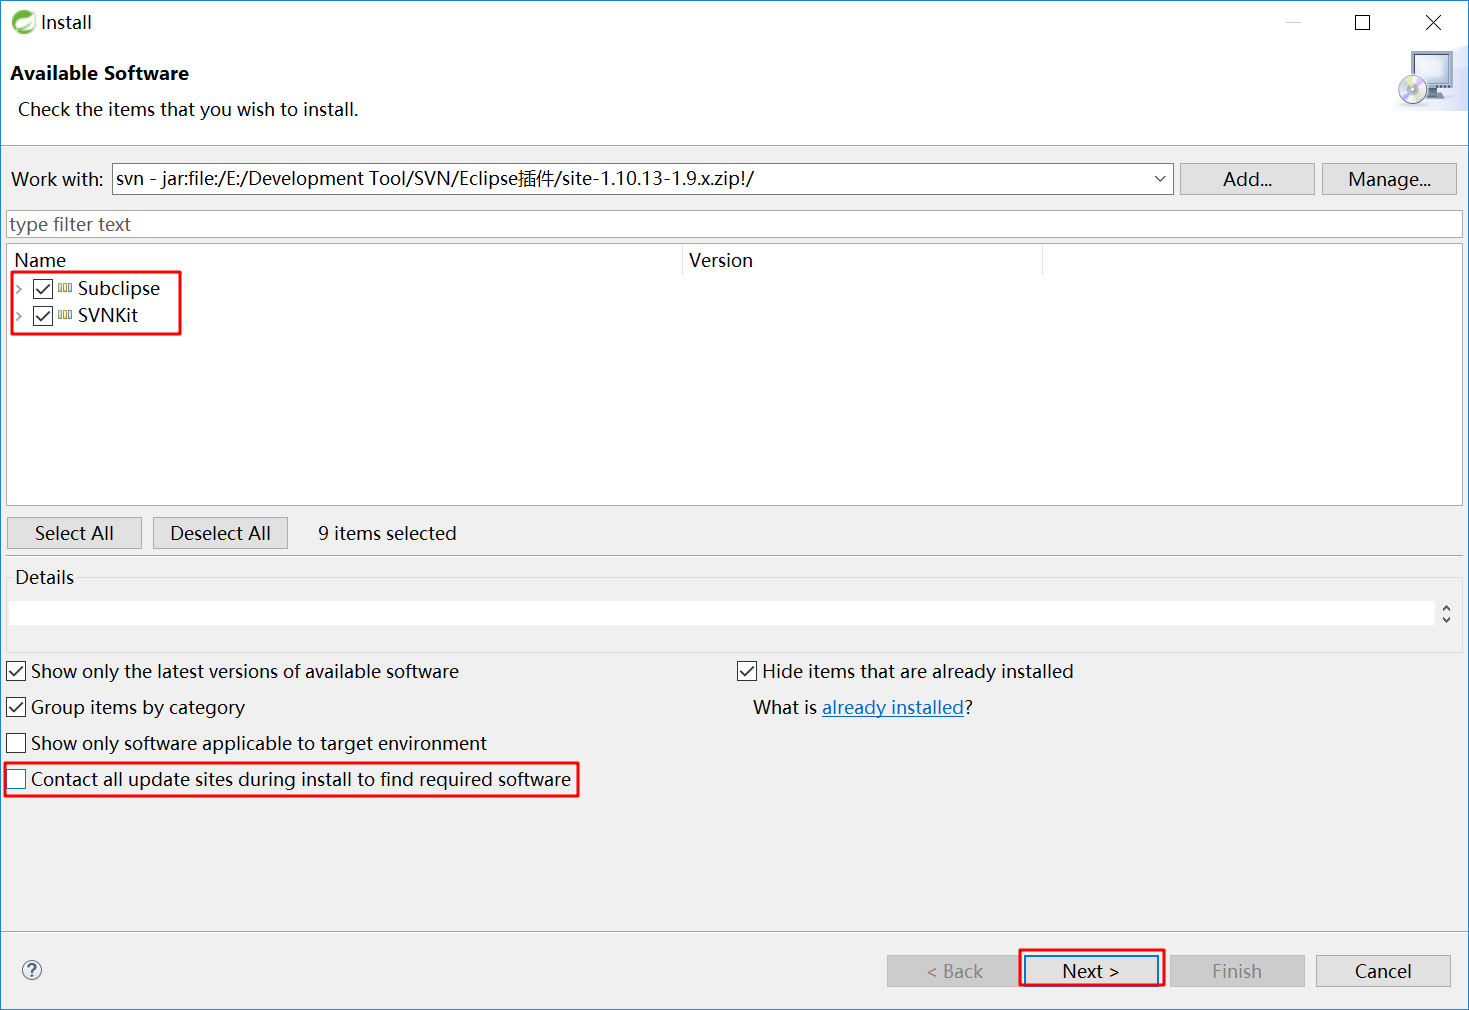 Install
Available Software
Check the items that you wish to install.
Work with: svn - jar:file:/E:/Development Tool/SVN/Eclipse插件/site-1.10.13-1.9.x.zip!/ Add... Manage...
type filter text
Name Version
Subclipse
SVNKit
Select All Deselect All 9 items selected
Details
Show only the latest versions of available software Hide items that are already installed
Group items by category What is already installed?
Show only software applicable to target environment
Contact all update sites during install to find required software
? < Back Next > Finish Cancel